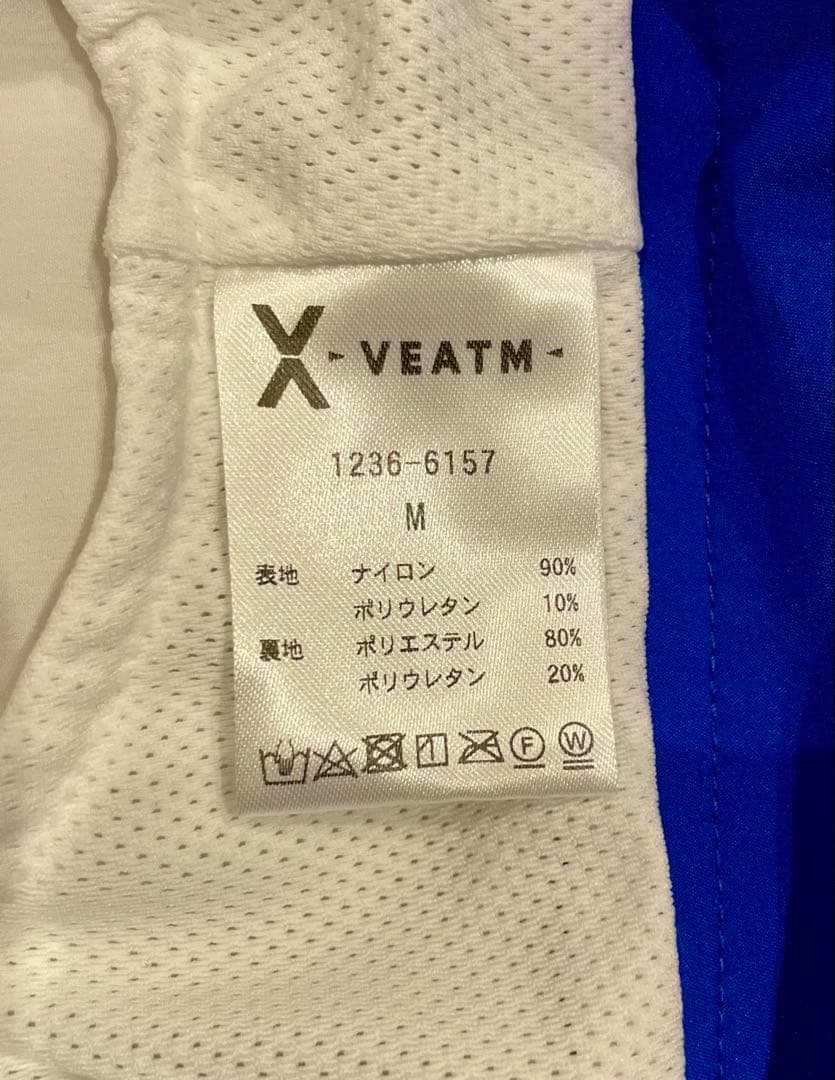 VEATM
1236-6157
M
表地 ナイロン 90%
ポリウレタン 10%
裏地 ポリエステル 80%
ポリウレタン 20%
F W